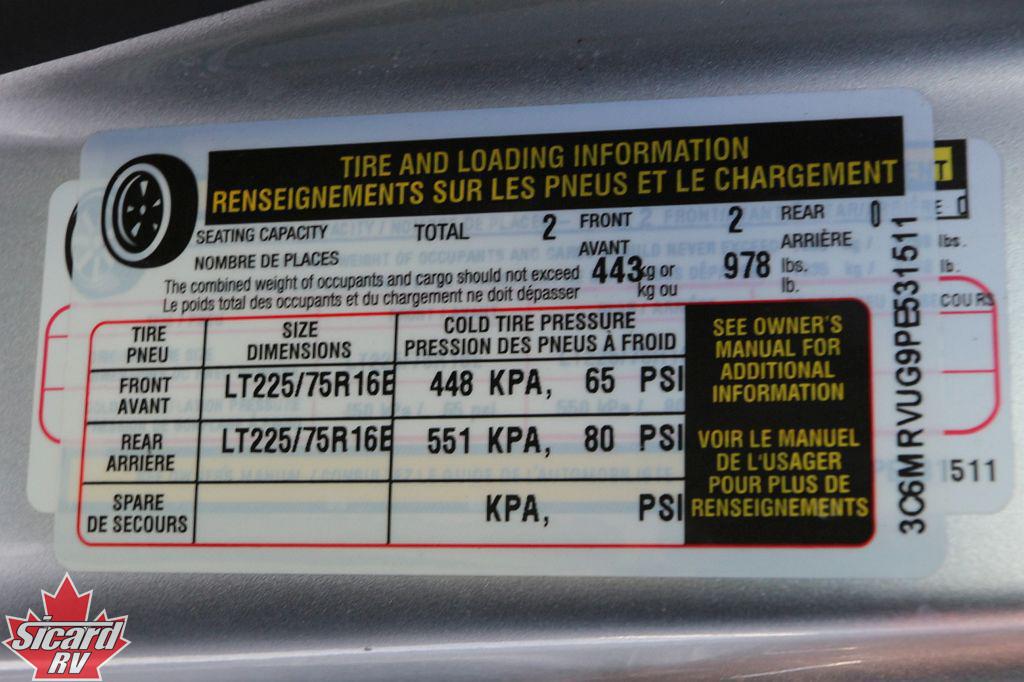 TIRE AND LOADING INFORMATION
RENSEIGNEMENTS SUR LES PNEUS ET LE CHARGEMENT
SEATING CAPACITY TOTAL 2 FRONT 2 REAR 0
NOMBRE DE PLACES AVANT ARRIÈRE
The combined weight of occupants and cargo should not exceed 443 kg or 978 lbs.
Le poids total des occupants et du chargement ne doit dépasser kg ou lb.
TIRE SIZE COLD TIRE PRESSURE
PNEU DIMENSIONS PRESSION DES PNEUS À FROID
FRONT LT225/75R16E 448 KPA, 65 PSI
AVANT
REAR LT225/75R16E 551 KPA, 80 PSI
ARRIÈRE
SPARE KPA, PSI
DE SECOURS
SEE OWNER'S
MANUAL FOR
ADDITIONAL
INFORMATION
VOIR LE MANUEL
DE L'USAGER
POUR PLUS DE
RENSEIGNEMENTS
3C6MRVUG9PE531511
lbs.
lb.
COURS
1511
Sicard
RV